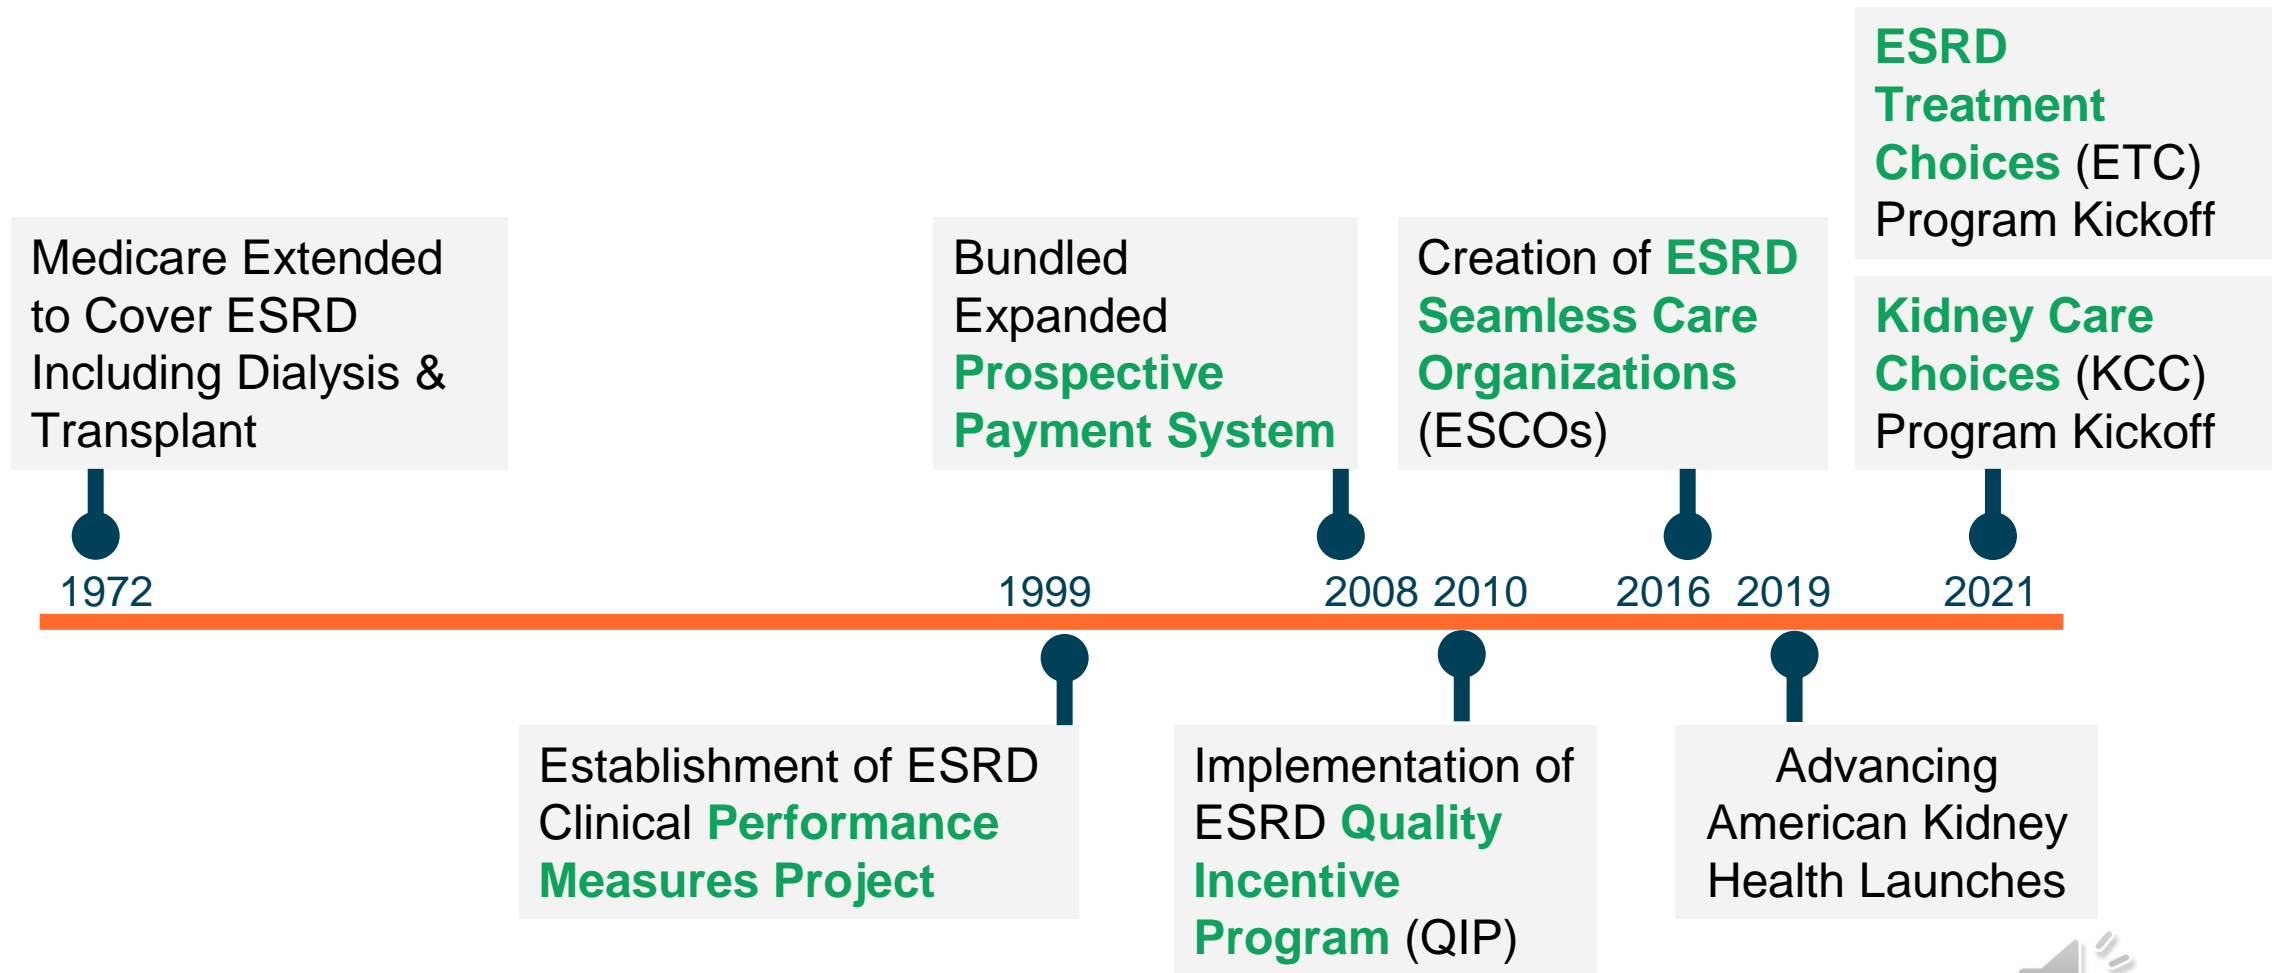 ESRD
Treatment
Choices (ETC)
Program Kickoff
Medicare Extended
to Cover ESRD
Including Dialysis &
Transplant
Bundled
Expanded
Prospective
Payment System
Creation of ESRD
Seamless Care
Organizations
(ESCOs)
Kidney Care
Choices (KCC)
Program Kickoff
1972
1999
2008
2010
2016
2019
2021
Establishment of ESRD
Clinical Performance
Measures Project
Implementation of
ESRD Quality
Incentive
Program (QIP)
Advancing
American Kidney
Health Launches